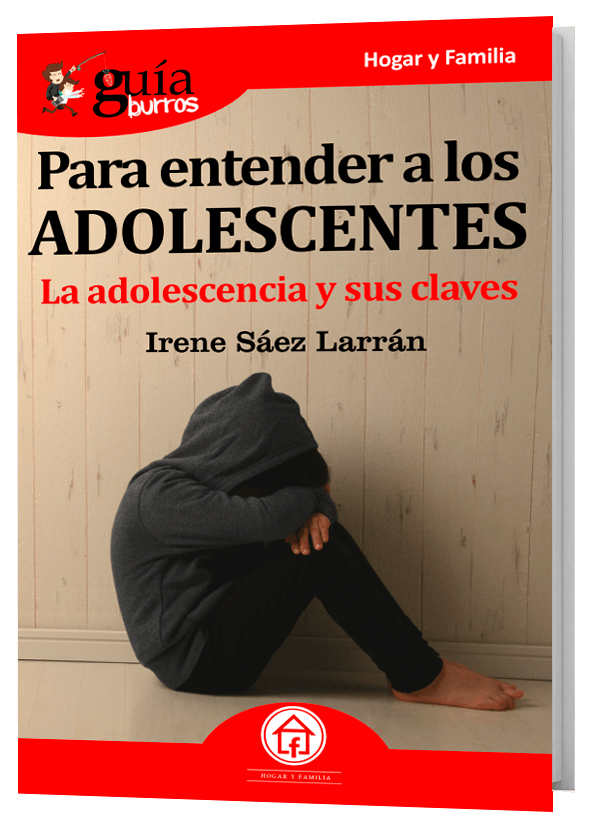 Hogar y Familia
guía
burros
Para entender a los
ADOLESCENTES
La adolescencia y sus claves
Irene Sáez Larrán
f
HOGAR Y FAMILIA